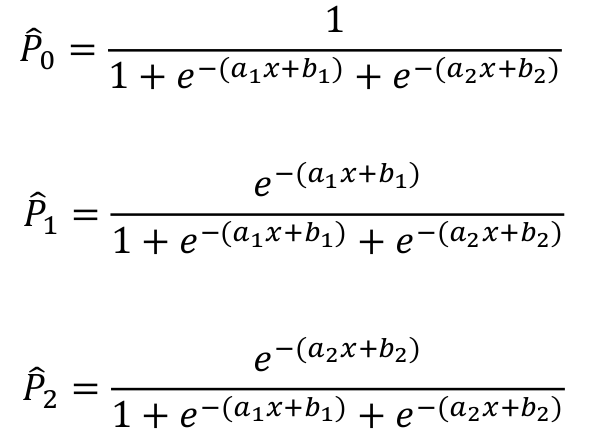 P̂₀ = 1 / (1 + e^{−(a₁x+b₁)} + e^{−(a₂x+b₂)})
P̂₁ = e^{−(a₁x+b₁)} / (1 + e^{−(a₁x+b₁)} + e^{−(a₂x+b₂)})
P̂₂ = e^{−(a₂x+b₂)} / (1 + e^{−(a₁x+b₁)} + e^{−(a₂x+b₂)})